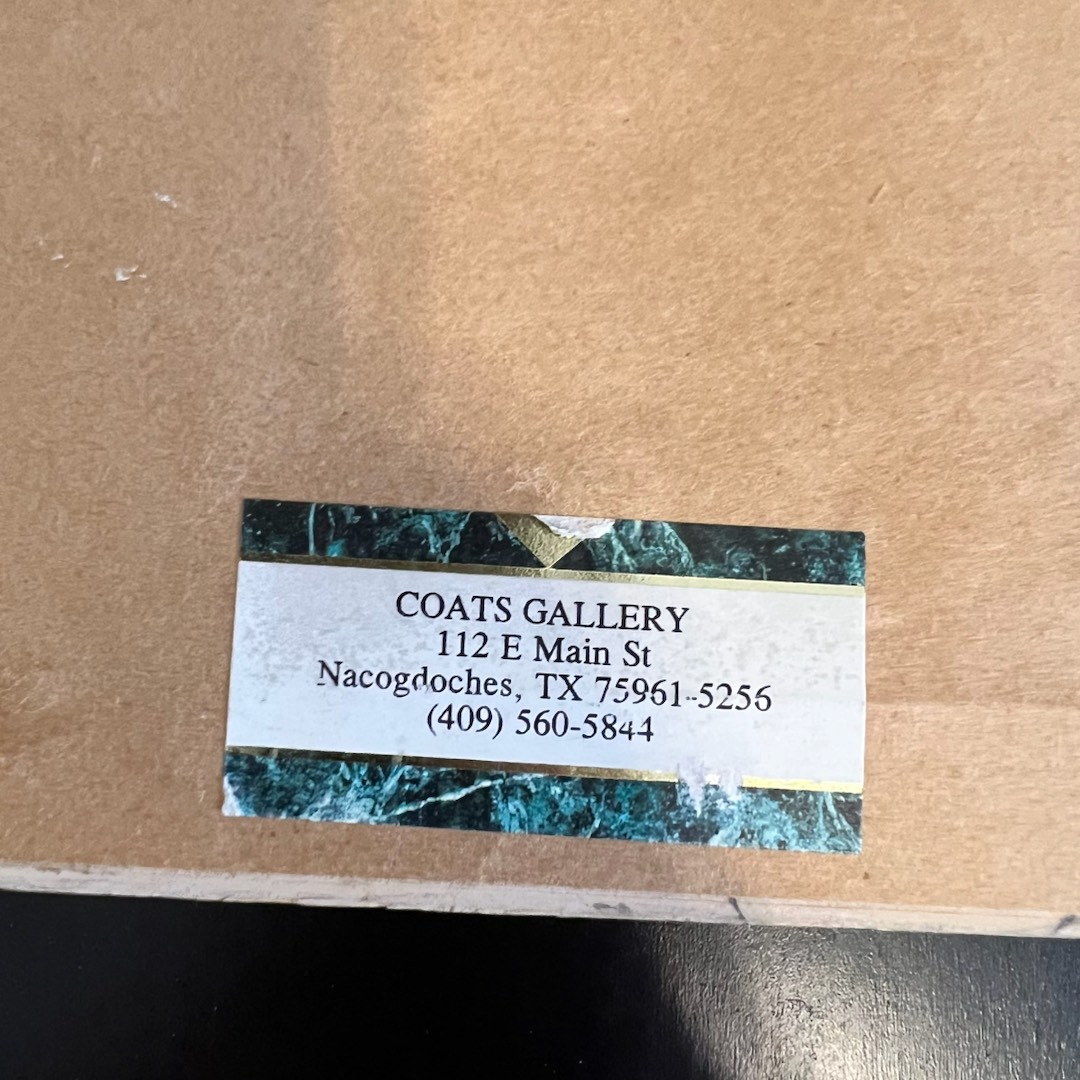 COATS GALLERY
112 E Main St
Nacogdoches, TX 75961-5256
(409) 560-5844